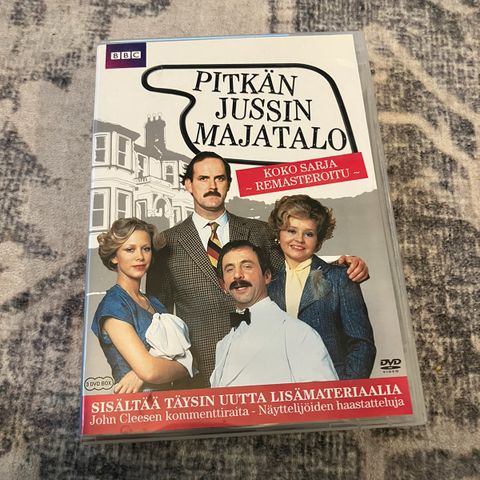 BBC
PITKÄN
JUSSIN
MAJATALO
KOKO SARJA
~ REMASTEROITU ~
3 DVD BOX
DVD
VIDEO
SISÄLTÄÄ TÄYSIN UUTTA LISÄMATERIAALIA
John Cleesen kommenttiraita - Näyttelijöiden haastatteluja